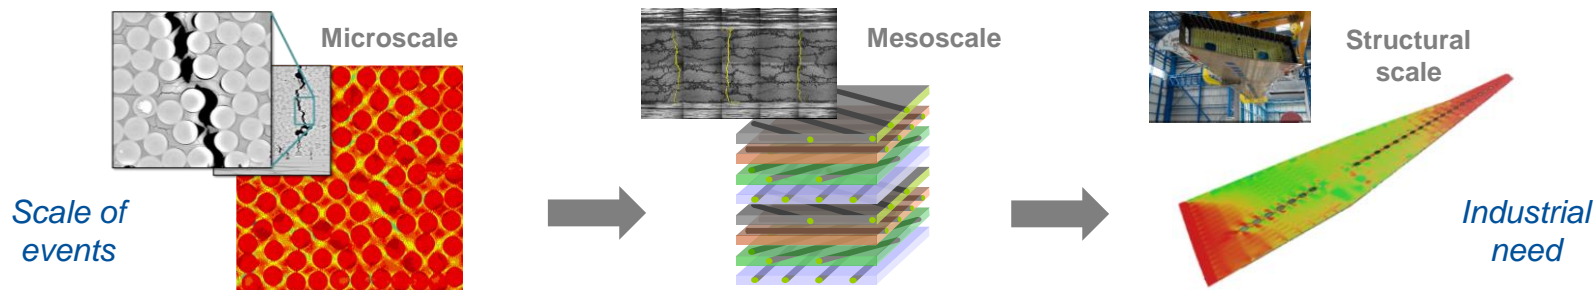 Microscale
Mesoscale
Structural
scale
Scale of
events
Industrial
need